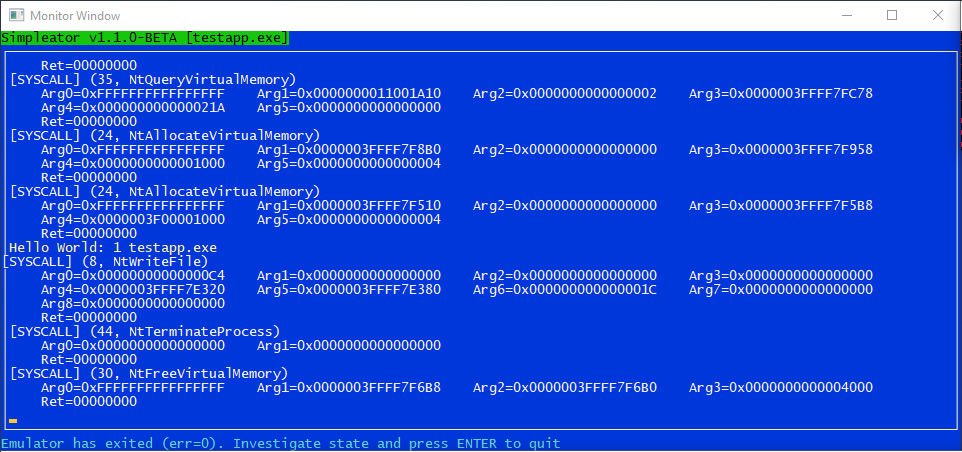 Monitor Window
Simpleator v1.1.0-BETA [testapp.exe]
Ret=00000000
[SYSCALL] (35, NtQueryVirtualMemory)
Arg0=0xFFFFFFFFFFFFFFFF Arg1=0x0000000011001A10 Arg2=0x0000000000000002 Arg3=0x0000003FFFF7FC78
Arg4=0x000000000000021A Arg5=0x0000000000000000
Ret=00000000
[SYSCALL] (24, NtAllocateVirtualMemory)
Arg0=0xFFFFFFFFFFFFFFFF Arg1=0x0000003FFFF7F8B0 Arg2=0x0000000000000000 Arg3=0x0000003FFFF7F958
Arg4=0x0000000000001000 Arg5=0x0000000000000004
Ret=00000000
[SYSCALL] (24, NtAllocateVirtualMemory)
Arg0=0xFFFFFFFFFFFFFFFF Arg1=0x0000003FFFF7F510 Arg2=0x0000000000000000 Arg3=0x0000003FFFF7F5B8
Arg4=0x0000003F00001000 Arg5=0x0000000000000004
Ret=00000000
Hello World: 1 testapp.exe
[SYSCALL] (8, NtWriteFile)
Arg0=0x00000000000000C4 Arg1=0x0000000000000000 Arg2=0x0000000000000000 Arg3=0x0000000000000000
Arg4=0x0000003FFFF7E320 Arg5=0x0000003FFFF7E380 Arg6=0x000000000000001C Arg7=0x0000000000000000
Arg8=0x0000000000000000
Ret=00000000
[SYSCALL] (44, NtTerminateProcess)
Arg0=0x0000000000000000 Arg1=0x0000000000000000
Ret=00000000
[SYSCALL] (30, NtFreeVirtualMemory)
Arg0=0xFFFFFFFFFFFFFFFF Arg1=0x0000003FFFF7F6B8 Arg2=0x0000003FFFF7F6B0 Arg3=0x0000000000004000
Ret=00000000
Emulator has exited (err=0). Investigate state and press ENTER to quit